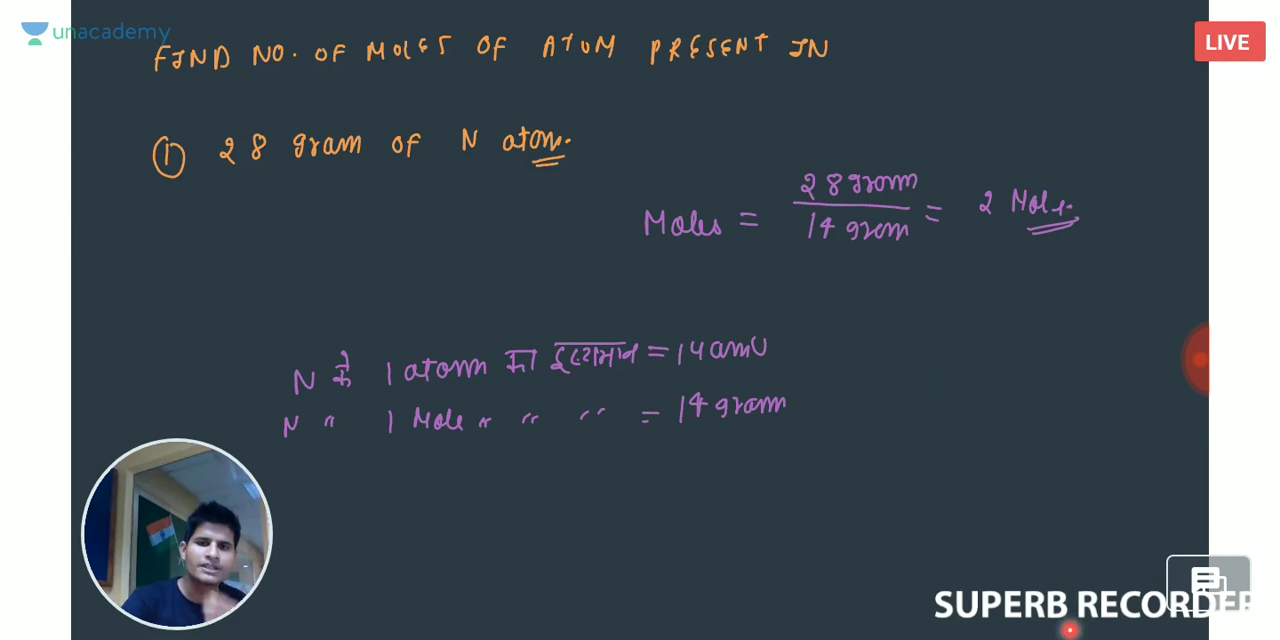 unacademy
LIVE
FIND NO. OF MOLES OF ATOM PRESENT IN
① 28 gram of N atom.
Moles = 28 gram / 14 gram = 2 Mole.
N के 1 atom का द्रव्यमान = 14 amU
N " 1 Mole " " " = 14 gram
SUPERB RECORDER